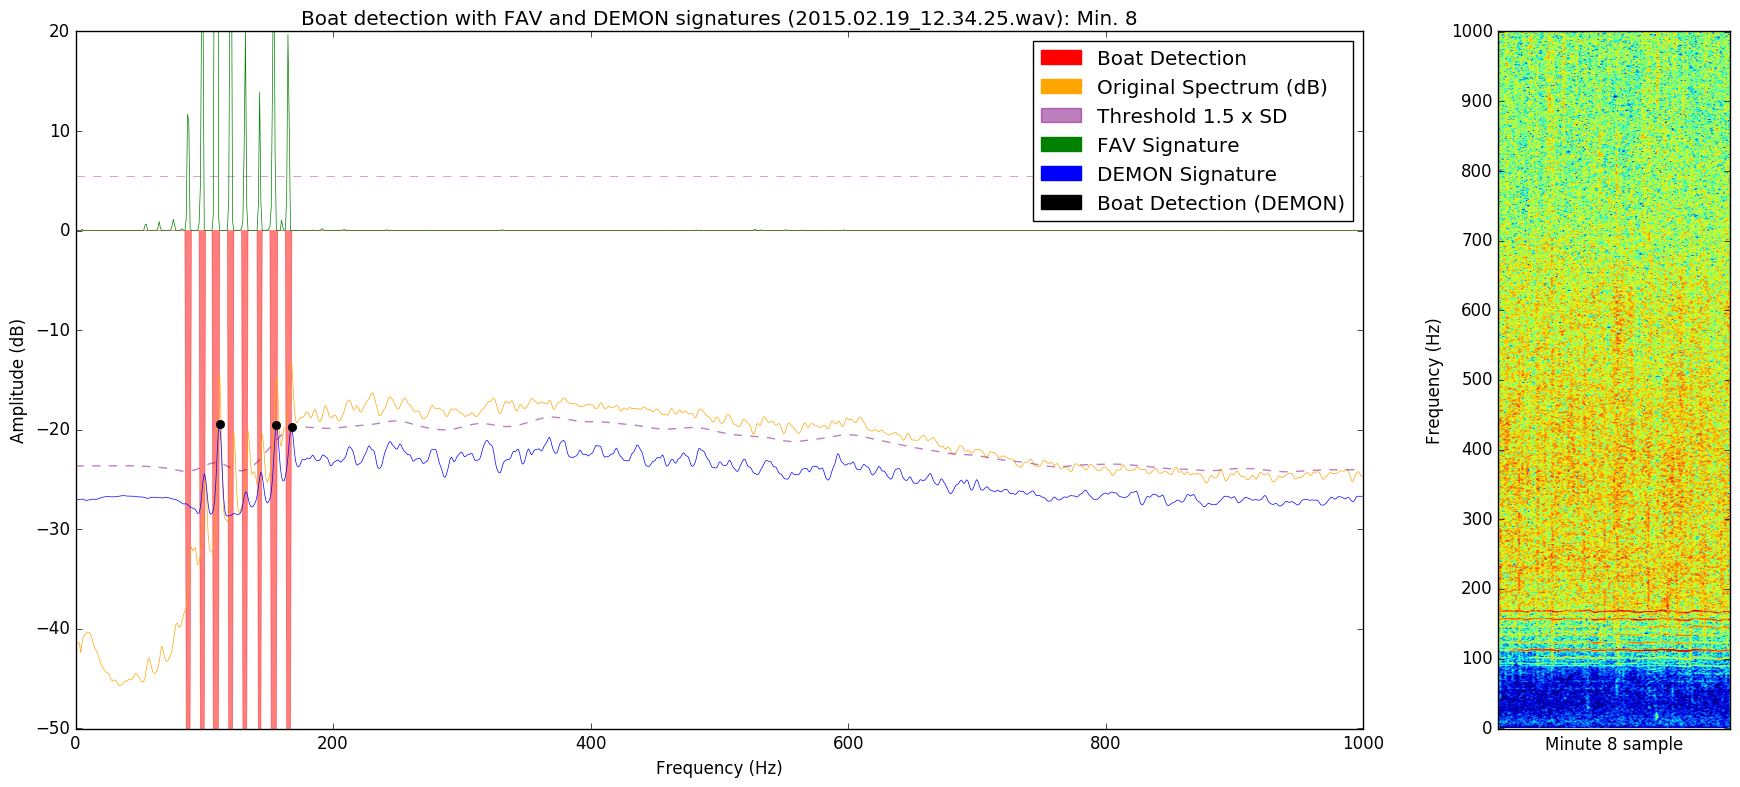 Boat detection with FAV and DEMON signatures (2015.02.19_12.34.25.wav): Min. 8
20
10
0
−10
−20
−30
−40
−50
Amplitude (dB)
0 200 400 600 800 1000
Frequency (Hz)
Boat Detection
Original Spectrum (dB)
Threshold 1.5 x SD
FAV Signature
DEMON Signature
Boat Detection (DEMON)
1000
900
800
700
600
500
400
300
200
100
0
Frequency (Hz)
Minute 8 sample